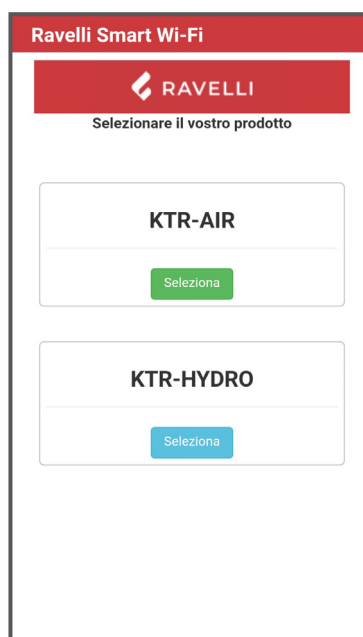 Ravelli Smart Wi-Fi
RAVELLI
Selezionare il vostro prodotto
KTR-AIR
Seleziona
KTR-HYDRO
Seleziona